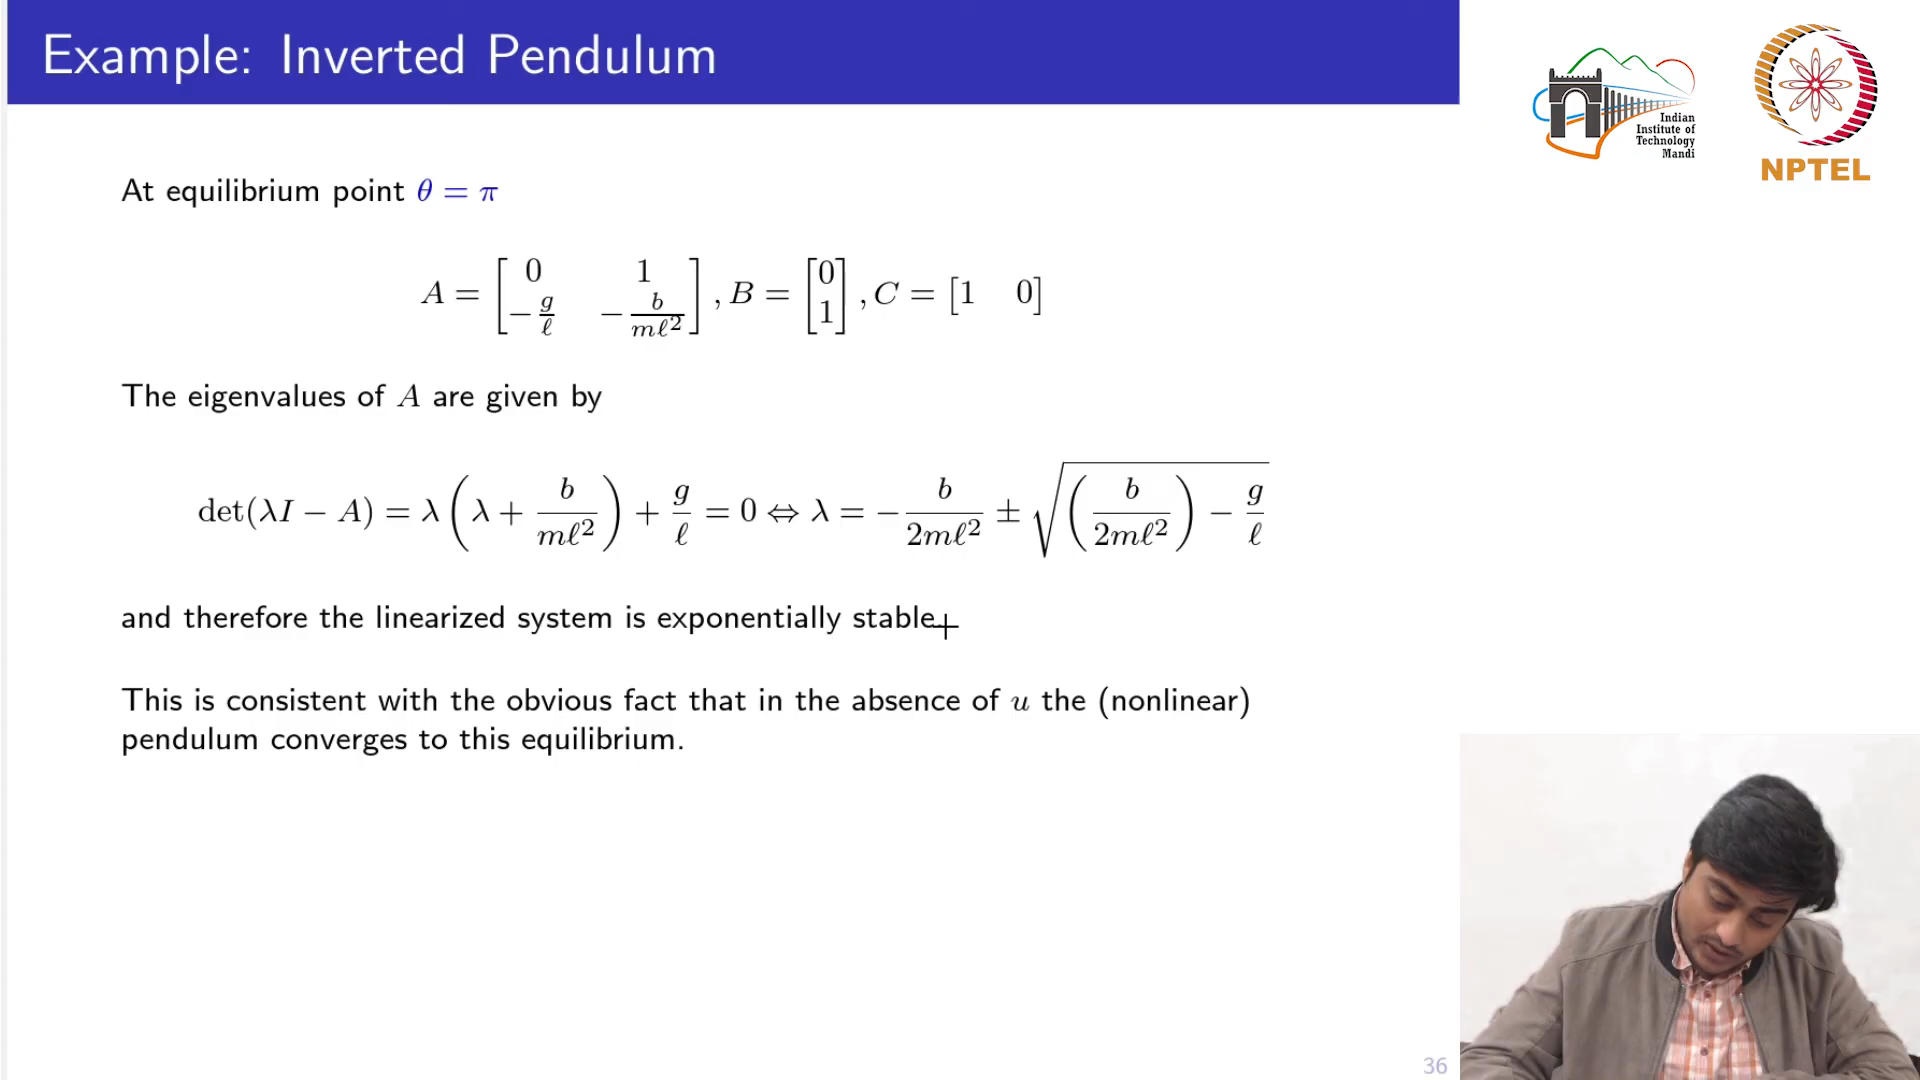 Example: Inverted Pendulum
Indian
Institute of
Technology
Mandi
NPTEL
At equilibrium point θ = π
A = [0 1; −g/ℓ −b/mℓ²], B = [0; 1], C = [1 0]
The eigenvalues of A are given by
det(λI − A) = λ(λ + b/mℓ²) + g/ℓ = 0 ⇔ λ = −b/2mℓ² ± √((b/2mℓ²) − g/ℓ)
and therefore the linearized system is exponentially stable.
This is consistent with the obvious fact that in the absence of u the (nonlinear)
pendulum converges to this equilibrium.
36